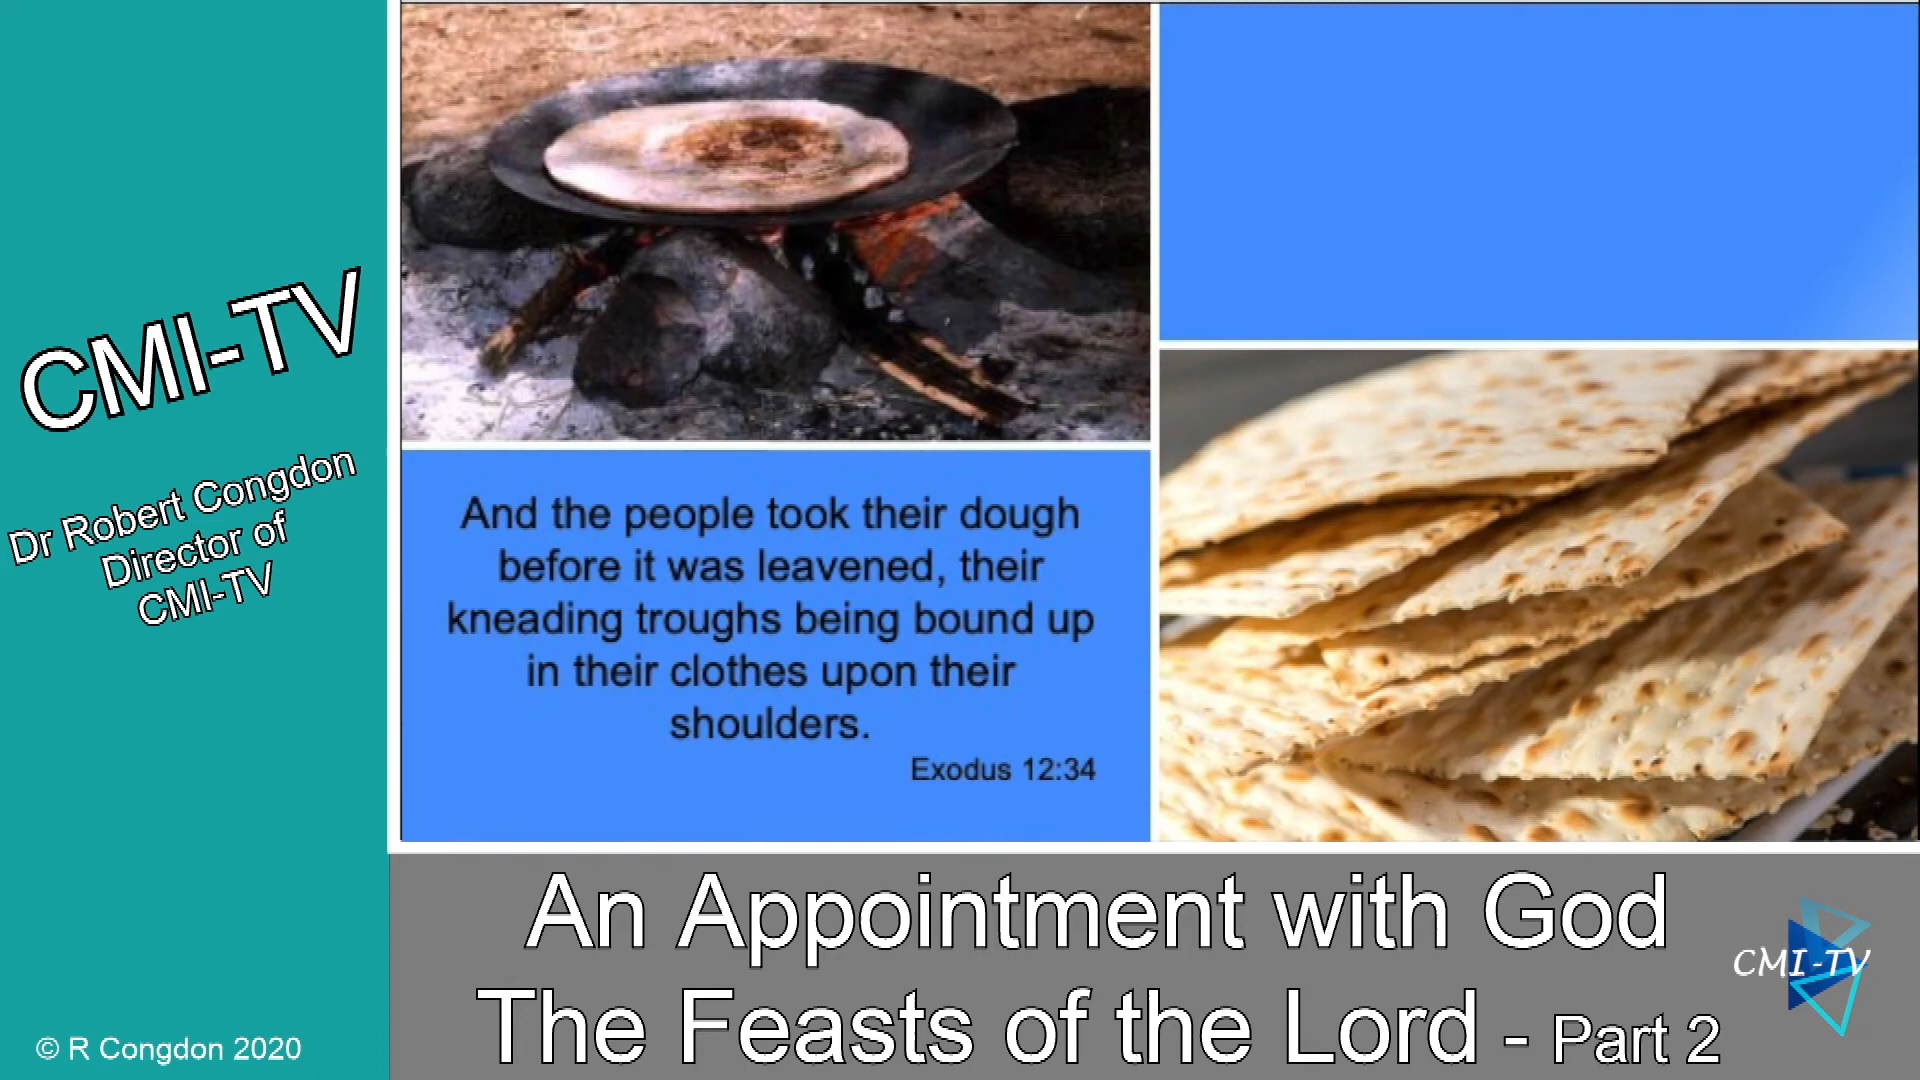 CMI-TV
Dr Robert Congdon
Director of
CMI-TV
© R Congdon 2020
And the people took their dough
before it was leavened, their
kneading troughs being bound up
in their clothes upon their
shoulders.
Exodus 12:34
An Appointment with God
The Feasts of the Lord - Part 2
CMI-TV